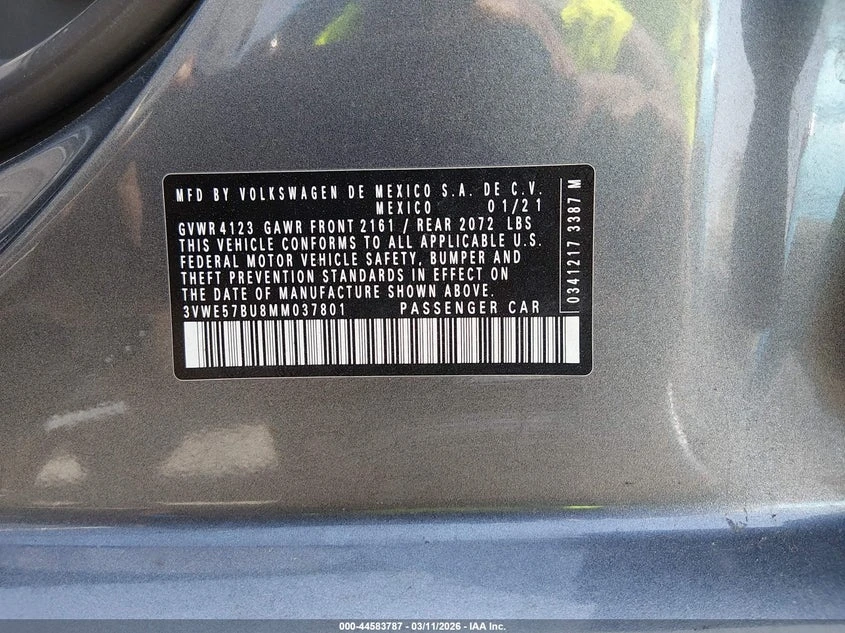 MFD BY VOLKSWAGEN DE MEXICO S.A. DE C.V.
MEXICO 01/21
GVWR 4123 GAWR FRONT 2161 / REAR 2072 LBS
THIS VEHICLE CONFORMS TO ALL APPLICABLE U.S.
FEDERAL MOTOR VEHICLE SAFETY, BUMPER AND
THEFT PREVENTION STANDARDS IN EFFECT ON
THE DATE OF MANUFACTURE SHOWN ABOVE.
3VWE57BU8MM037801 PASSENGER CAR
0341217 3387 M
000-44583787 - 03/11/2026 - IAA Inc.